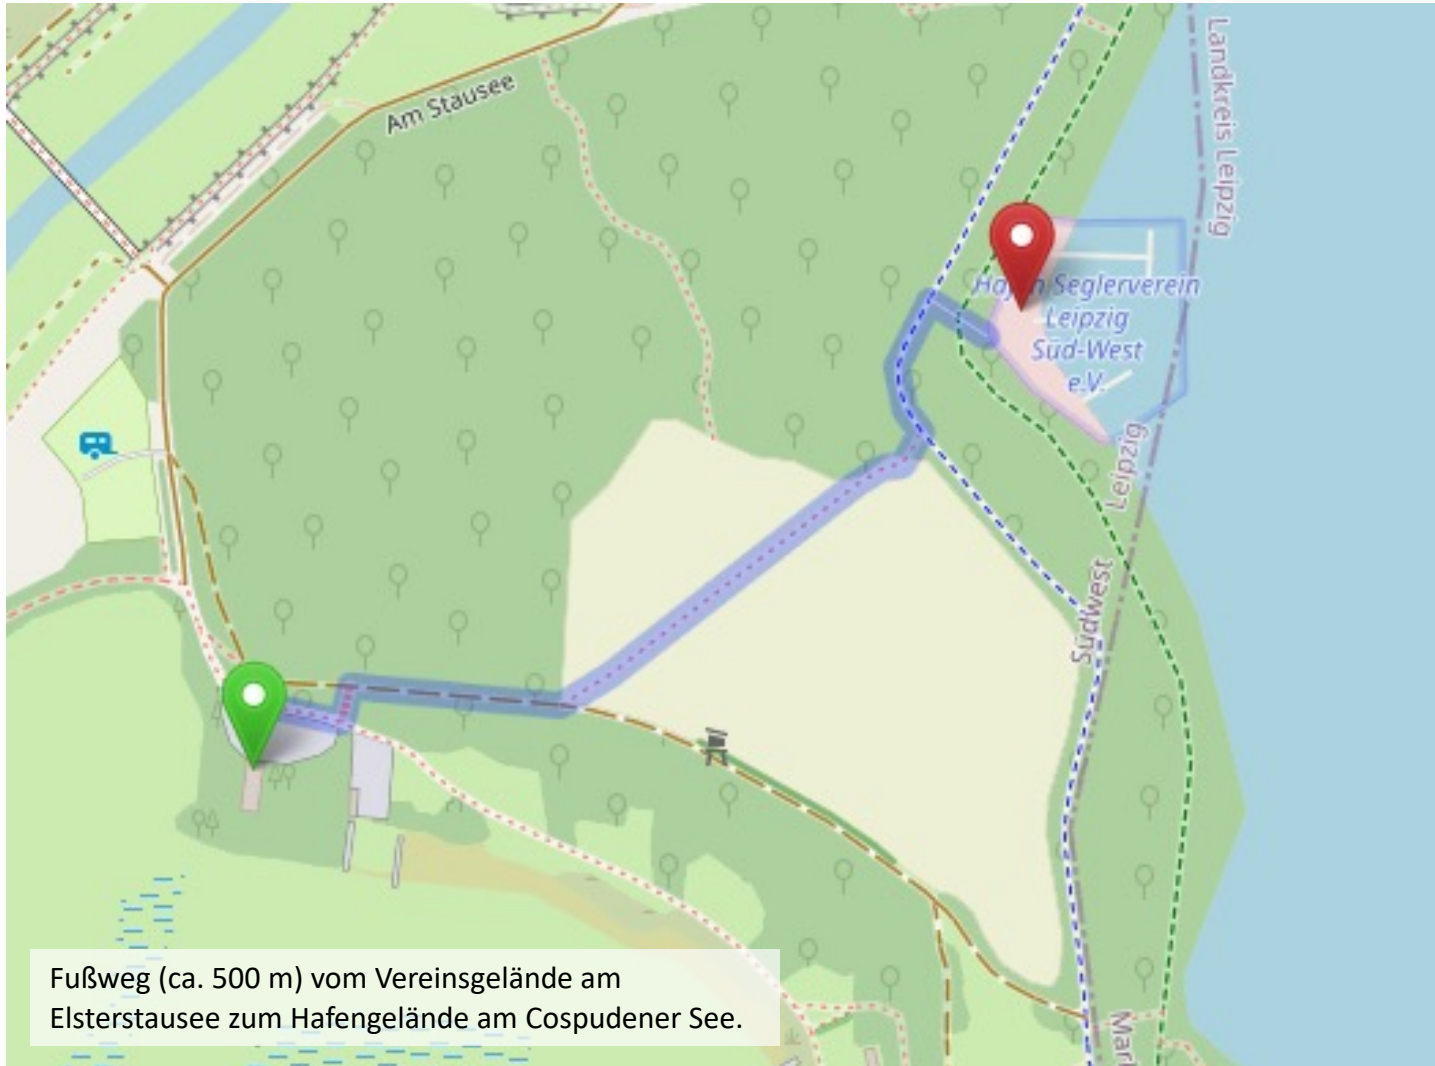 Am Stausee
Landkreis Leipzig
Hafen Seglerverein
Leipzig
Süd-West
e.V.
Leipzig
Südwest
Fußweg (ca. 500 m) vom Vereinsgelände am
Elsterstausee zum Hafengelände am Cospudener See.